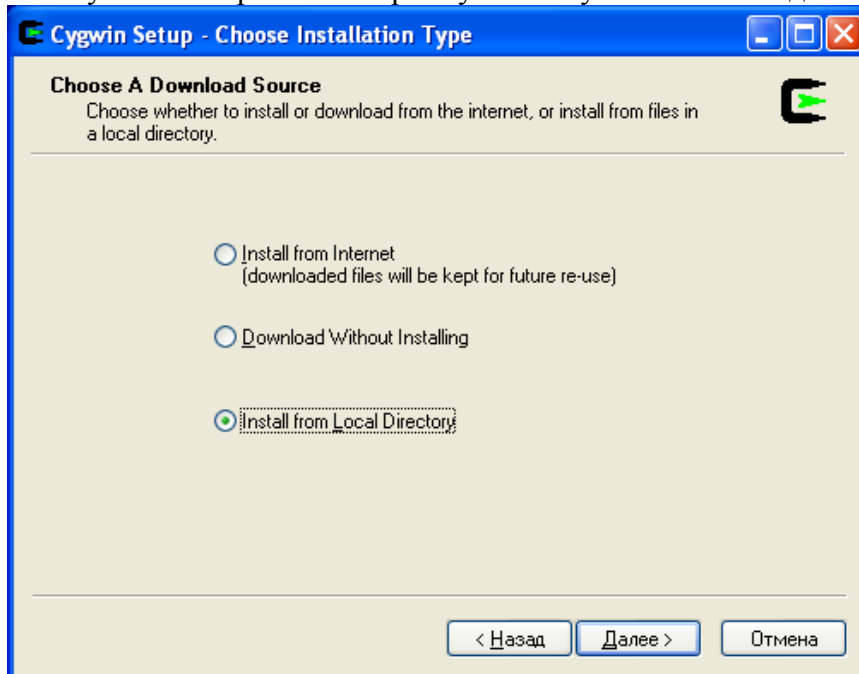 Cygwin Setup - Choose Installation Type
Choose A Download Source
Choose whether to install or download from the internet, or install from files in
a local directory.
Install from Internet
(downloaded files will be kept for future re-use)
Download Without Installing
Install from Local Directory
< Назад Далее > Отмена